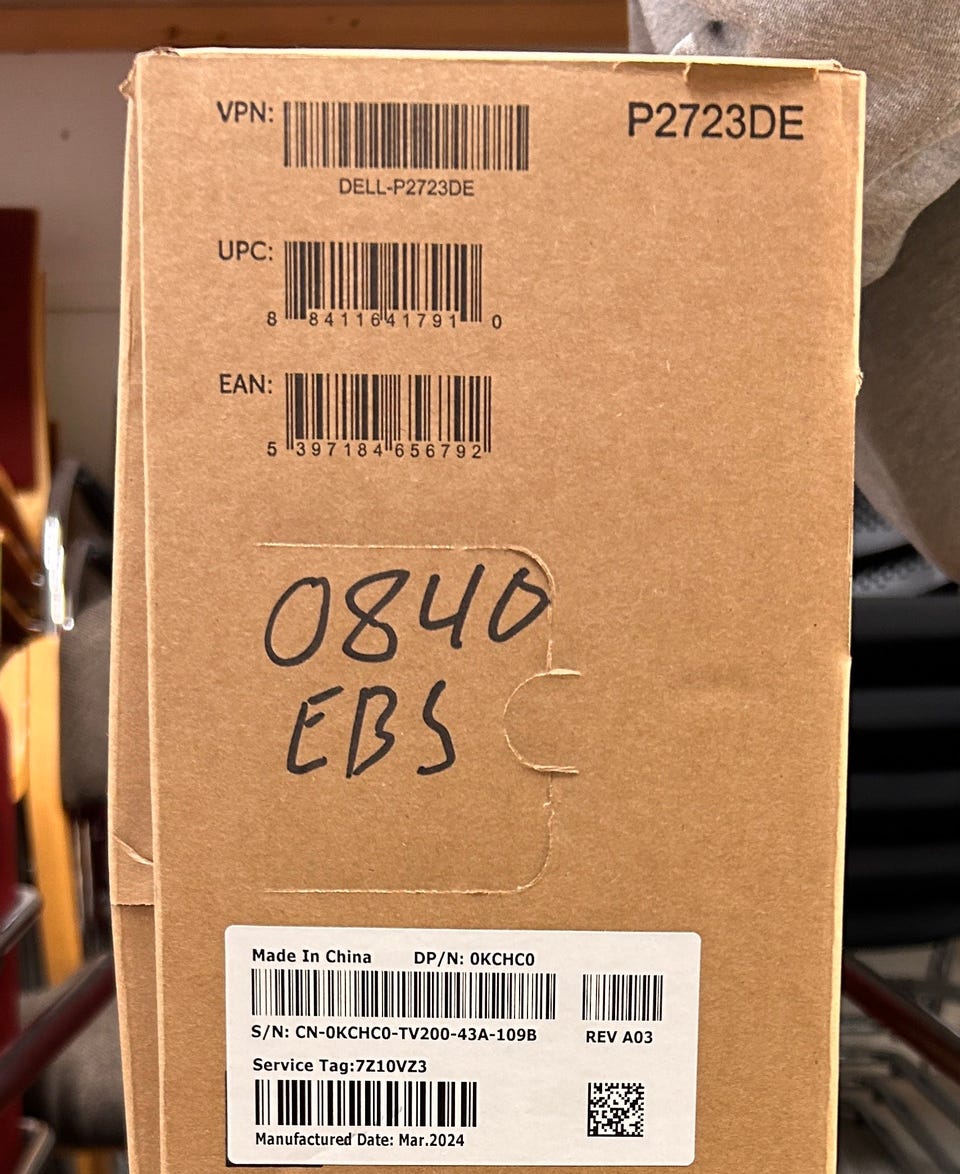 VPN:
P2723DE
DELL-P2723DE
UPC:
8 84116 41791 0
EAN:
5 397184 656792
0840
EBS
Made In China DP/N: 0KCHC0
S/N: CN-0KCHC0-TV200-43A-109B REV A03
Service Tag:7Z10VZ3
Manufactured Date: Mar.2024